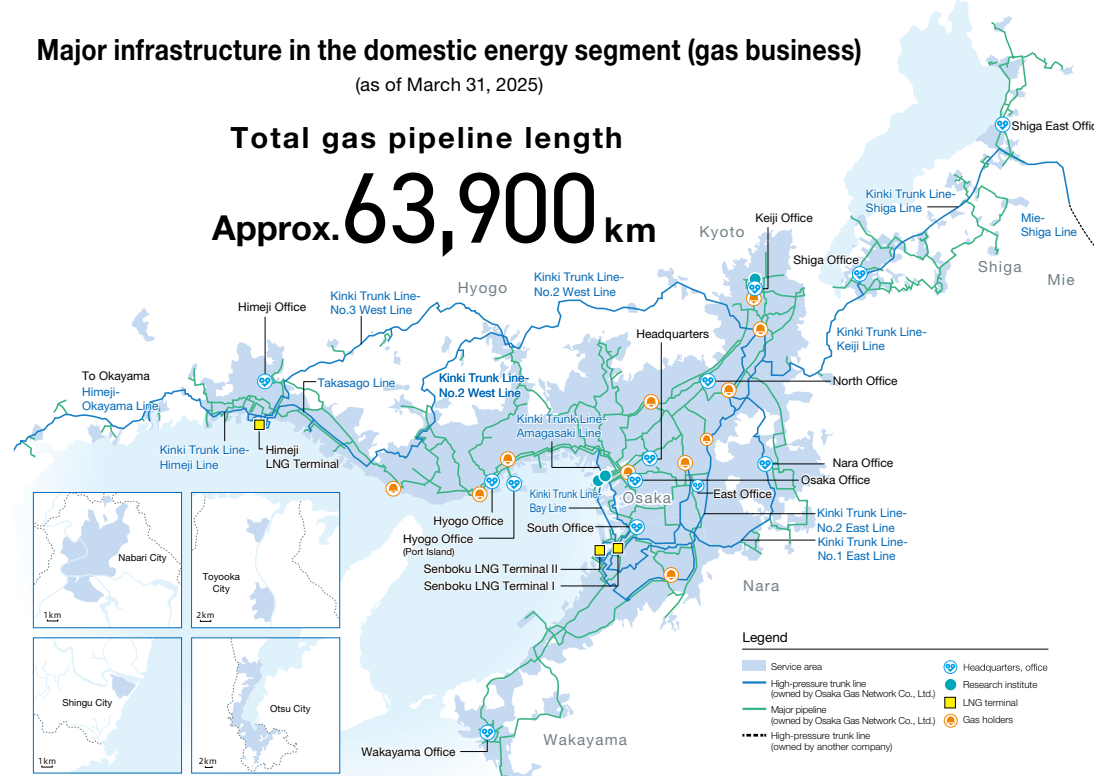 Major infrastructure in the domestic energy segment (gas business)
(as of March 31, 2025)
Total gas pipeline length
Approx. 63,900 km
Shiga East Offic
Kinki Trunk Line-
Shiga Line
Mie-
Shiga Line
Shiga
Mie
Keiji Office
Kyoto
Shiga Office
Kinki Trunk Line-
Keiji Line
Hyogo
Kinki Trunk Line-
No.2 West Line
Kinki Trunk Line-
No.3 West Line
Himeji Office
Headquarters
To Okayama
Himeji-
Okayama Line
Takasago Line
Kinki Trunk Line-
No.2 West Line
North Office
Kinki Trunk Line-
Amagasaki Line
Kinki Trunk Line-
Himeji Line
Himeji
LNG Terminal
Nara Office
Osaka Office
East Office
Osaka
Kinki Trunk Line-
Bay Line
Hyogo Office
Hyogo Office
(Port Island)
South Office
Kinki Trunk Line-
No.2 East Line
Kinki Trunk Line-
No.1 East Line
Senboku LNG Terminal II
Senboku LNG Terminal I
Nara
Nabari City
1km
Toyooka
City
2km
Shingu City
1km
Otsu City
2km
Wakayama Office
Wakayama
Legend
Service area
High-pressure trunk line
(owned by Osaka Gas Network Co., Ltd.)
Major pipeline
(owned by Osaka Gas Network Co., Ltd.)
High-pressure trunk line
(owned by another company)
Headquarters, office
Research institute
LNG terminal
Gas holders